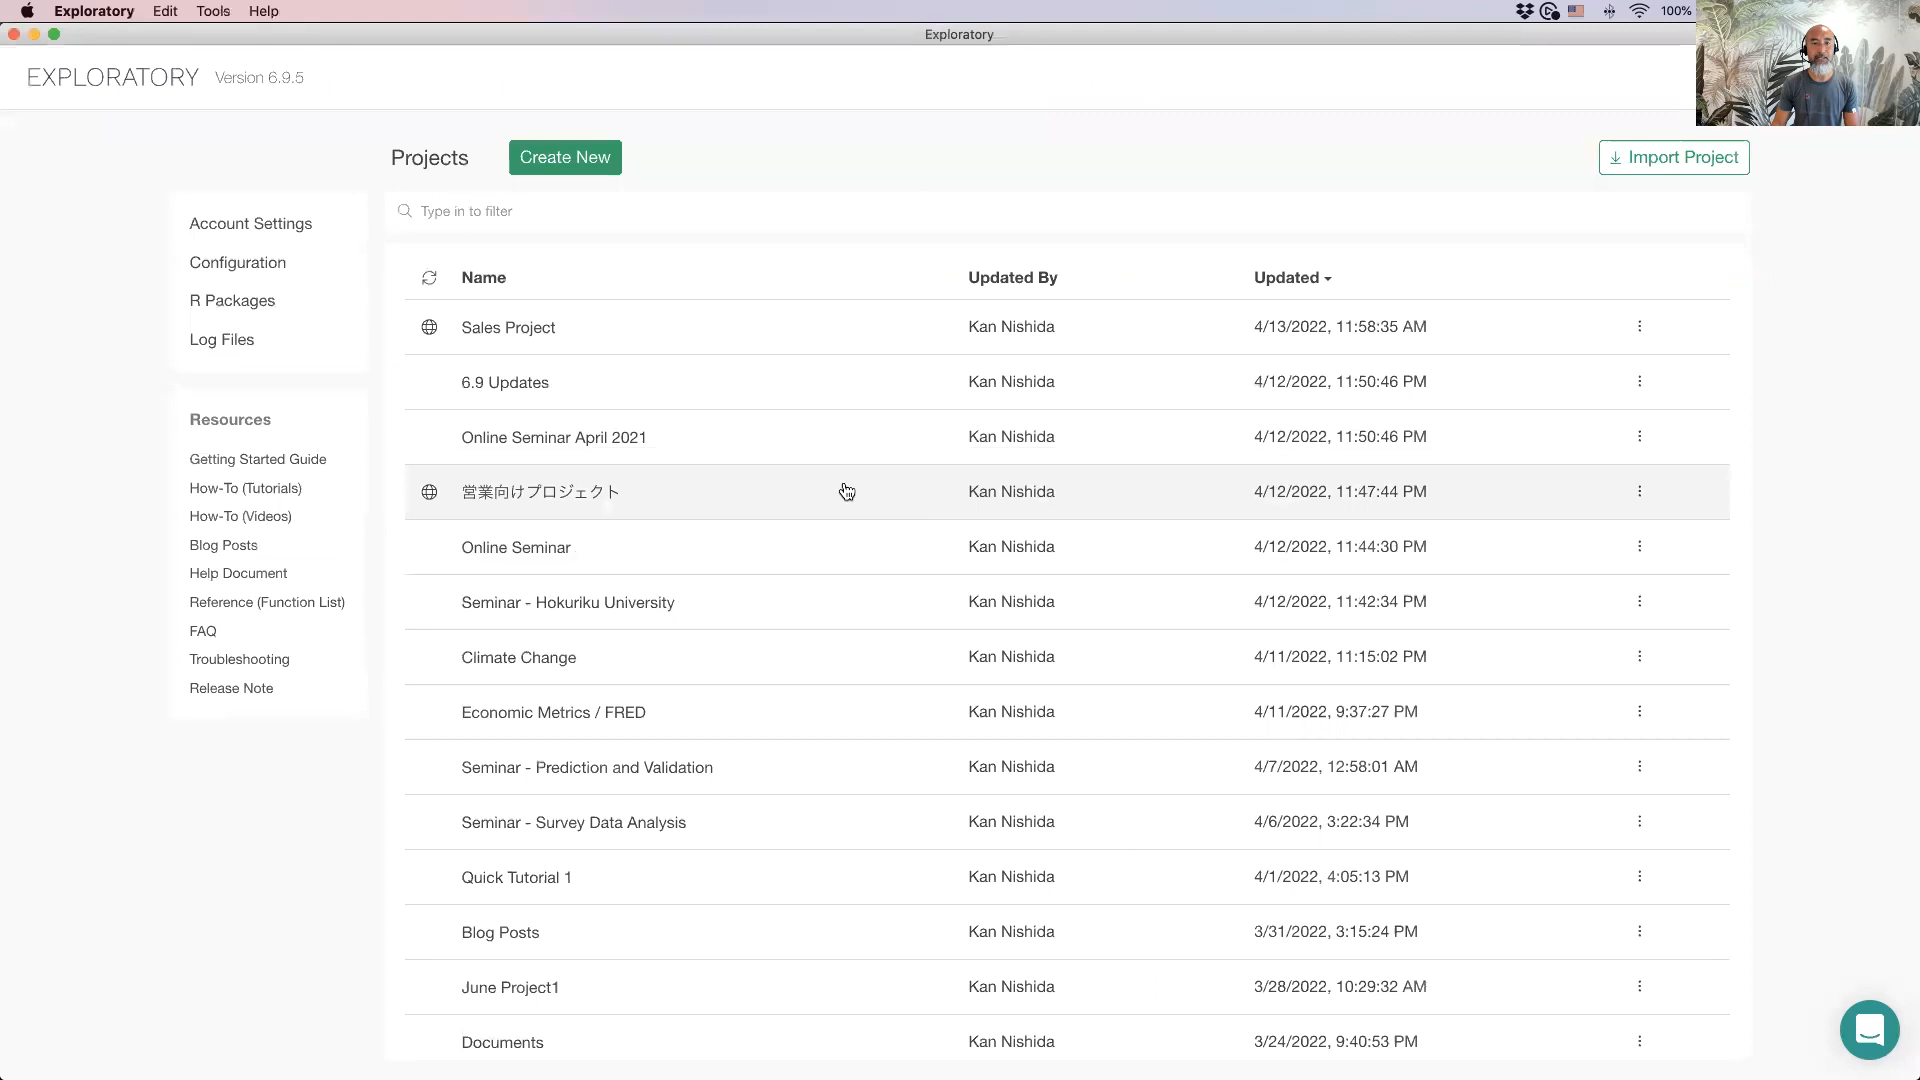 Exploratory Edit Tools Help 100%
Exploratory
EXPLORATORY Version 6.9.5
Projects Create New Import Project
Type in to filter
Account Settings
Configuration
R Packages
Log Files
Resources
Getting Started Guide
How-To (Tutorials)
How-To (Videos)
Blog Posts
Help Document
Reference (Function List)
FAQ
Troubleshooting
Release Note
Name Updated By Updated
Sales Project Kan Nishida 4/13/2022, 11:58:35 AM
6.9 Updates Kan Nishida 4/12/2022, 11:50:46 PM
Online Seminar April 2021 Kan Nishida 4/12/2022, 11:50:46 PM
営業向けプロジェクト Kan Nishida 4/12/2022, 11:47:44 PM
Online Seminar Kan Nishida 4/12/2022, 11:44:30 PM
Seminar - Hokuriku University Kan Nishida 4/12/2022, 11:42:34 PM
Climate Change Kan Nishida 4/11/2022, 11:15:02 PM
Economic Metrics / FRED Kan Nishida 4/11/2022, 9:37:27 PM
Seminar - Prediction and Validation Kan Nishida 4/7/2022, 12:58:01 AM
Seminar - Survey Data Analysis Kan Nishida 4/6/2022, 3:22:34 PM
Quick Tutorial 1 Kan Nishida 4/1/2022, 4:05:13 PM
Blog Posts Kan Nishida 3/31/2022, 3:15:24 PM
June Project1 Kan Nishida 3/28/2022, 10:29:32 AM
Documents Kan Nishida 3/24/2022, 9:40:53 PM